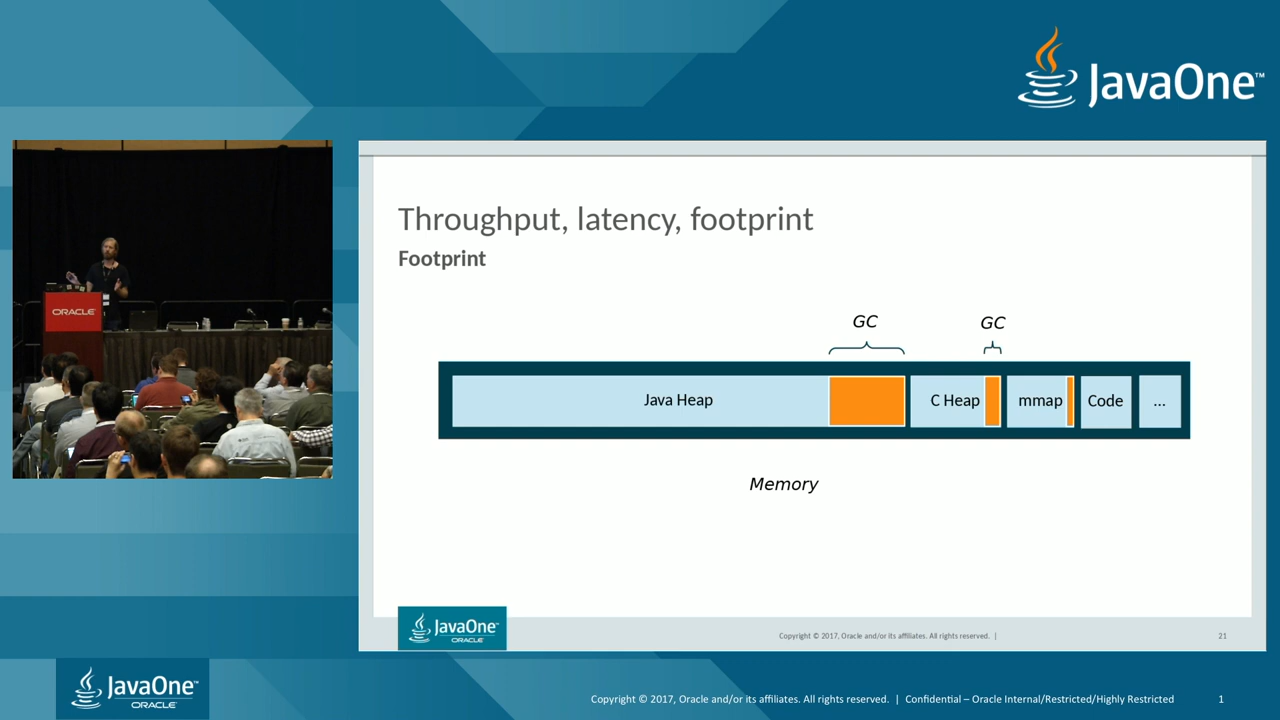 JavaOne™
ORACLE
Throughput, latency, footprint
Footprint
GC
GC
Java Heap
C Heap
mmap
Code
...
Memory
JavaOne™
ORACLE
Copyright © 2017, Oracle and/or its affiliates. All rights reserved. |
21
JavaOne™
ORACLE
Copyright © 2017, Oracle and/or its affiliates. All rights reserved. | Confidential – Oracle Internal/Restricted/Highly Restricted
1